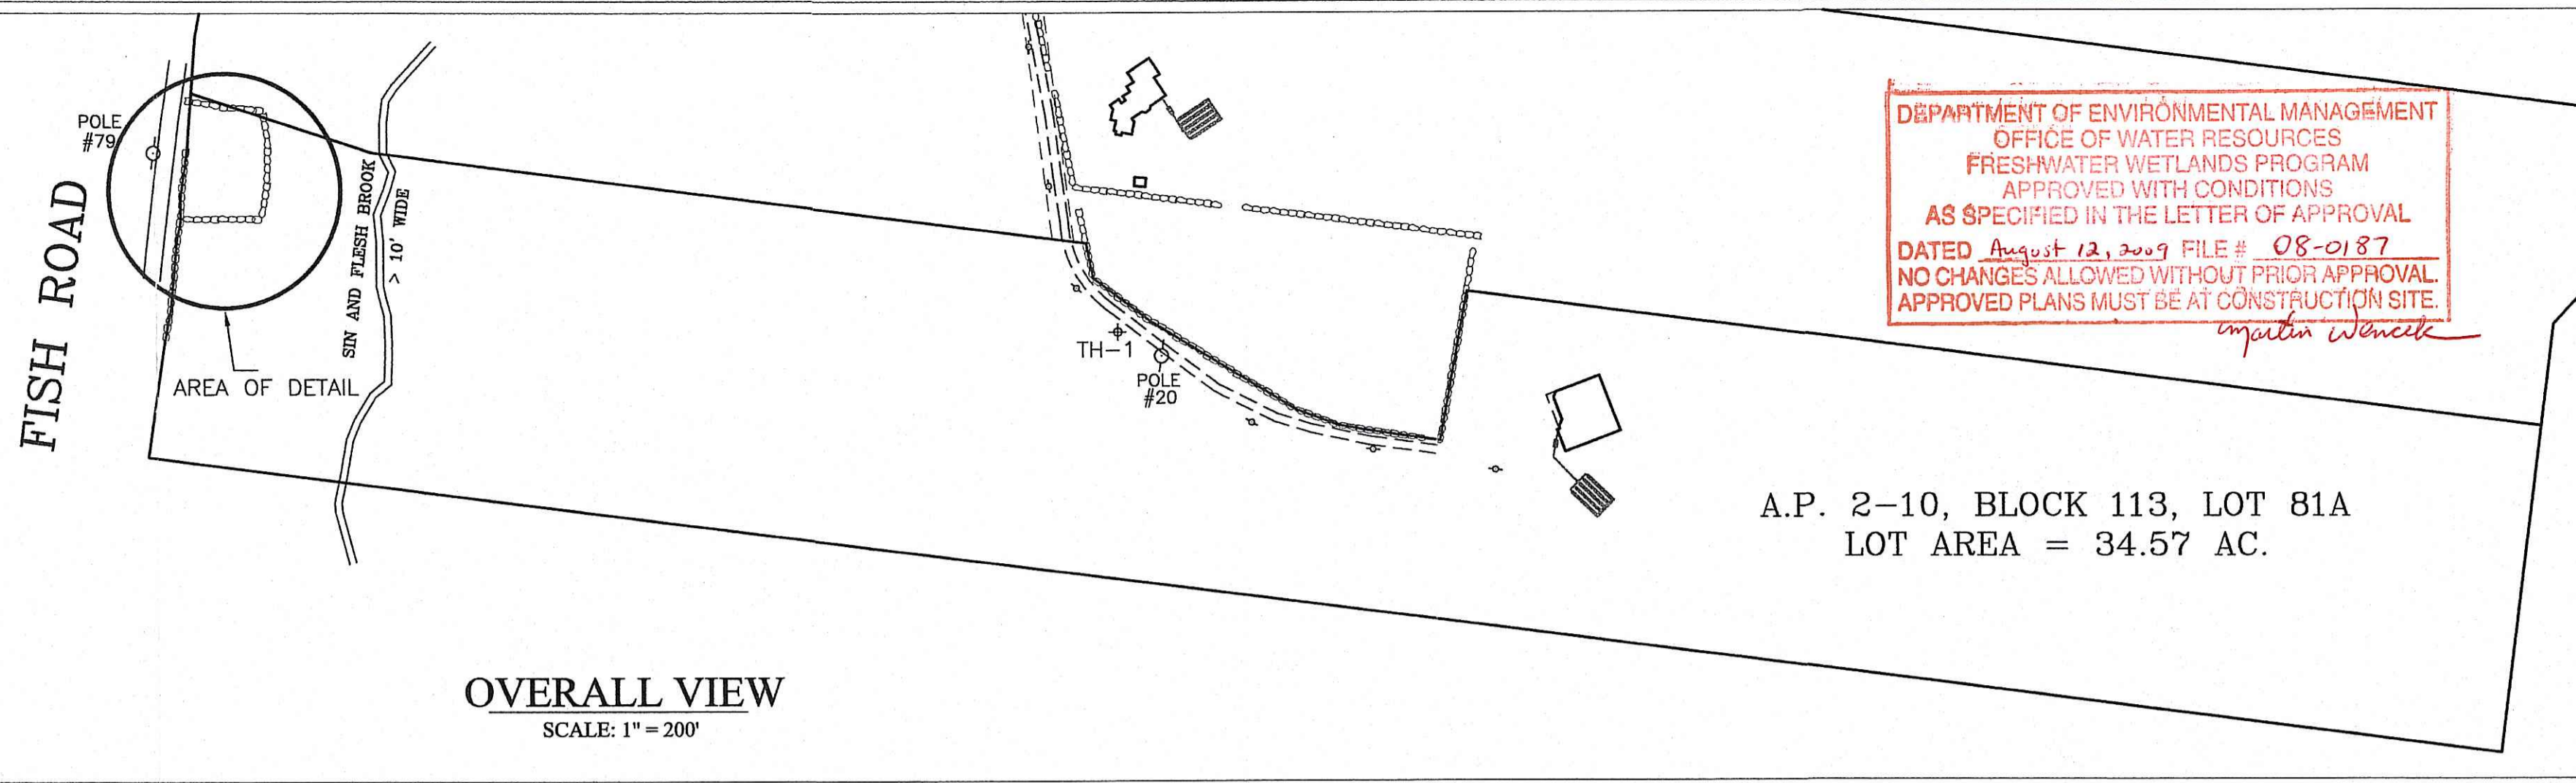 POLE
#79
FISH ROAD
AREA OF DETAIL
SIN AND FLESH BROOK
> 10' WIDE
TH-1
POLE
#20
DEPARTMENT OF ENVIRONMENTAL MANAGEMENT
OFFICE OF WATER RESOURCES
FRESHWATER WETLANDS PROGRAM
APPROVED WITH CONDITIONS
AS SPECIFIED IN THE LETTER OF APPROVAL
DATED August 12, 2009 FILE # 08-0187
NO CHANGES ALLOWED WITHOUT PRIOR APPROVAL.
APPROVED PLANS MUST BE AT CONSTRUCTION SITE.
Martin Wencek
A.P. 2-10, BLOCK 113, LOT 81A
LOT AREA = 34.57 AC.
OVERALL VIEW
SCALE: 1" = 200'